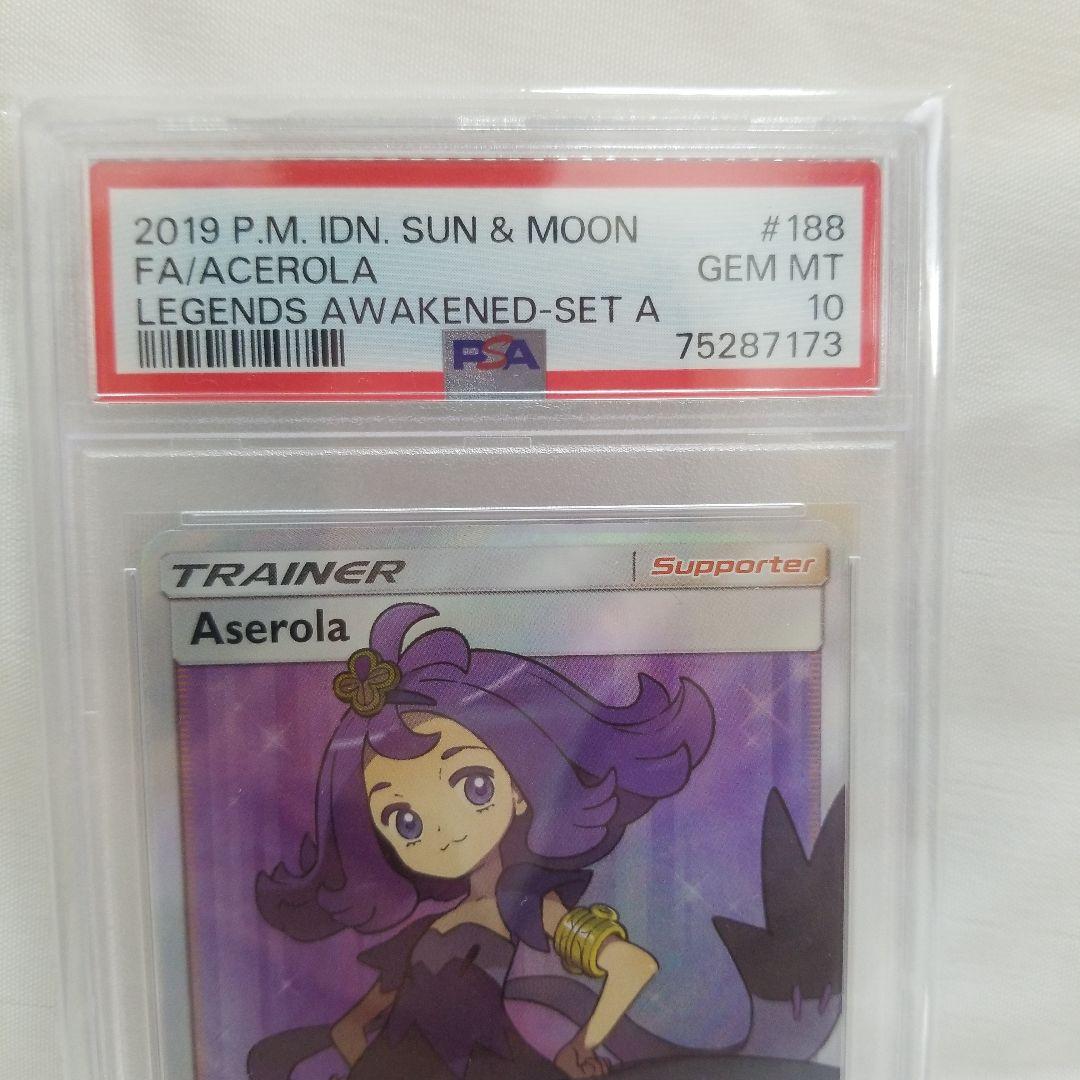 2019 P.M. IDN. SUN & MOON #188
FA/ACEROLA GEM MT
LEGENDS AWAKENED-SET A 10
PSA 75287173
TRAINER Supporter
Aserola